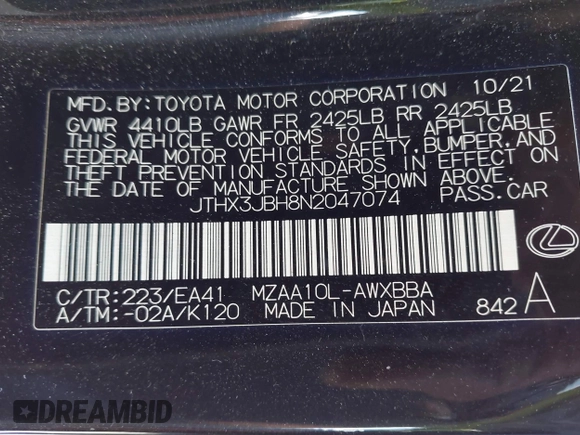 MFD. BY: TOYOTA MOTOR CORPORATION 10/21
GVWR 4410LB GAWR FR 2425LB RR 2425LB
THIS VEHICLE CONFORMS TO ALL APPLICABLE
FEDERAL MOTOR VEHICLE SAFETY, BUMPER, AND
THEFT PREVENTION STANDARDS IN EFFECT ON
THE DATE OF MANUFACTURE SHOWN ABOVE.
JTHX3JBH8N2047074 PASS. CAR
C/TR: 223/EA41 MZAA10L-AWXBBA
A/TM: -02A/K120 MADE IN JAPAN 842 A
DREAMBID